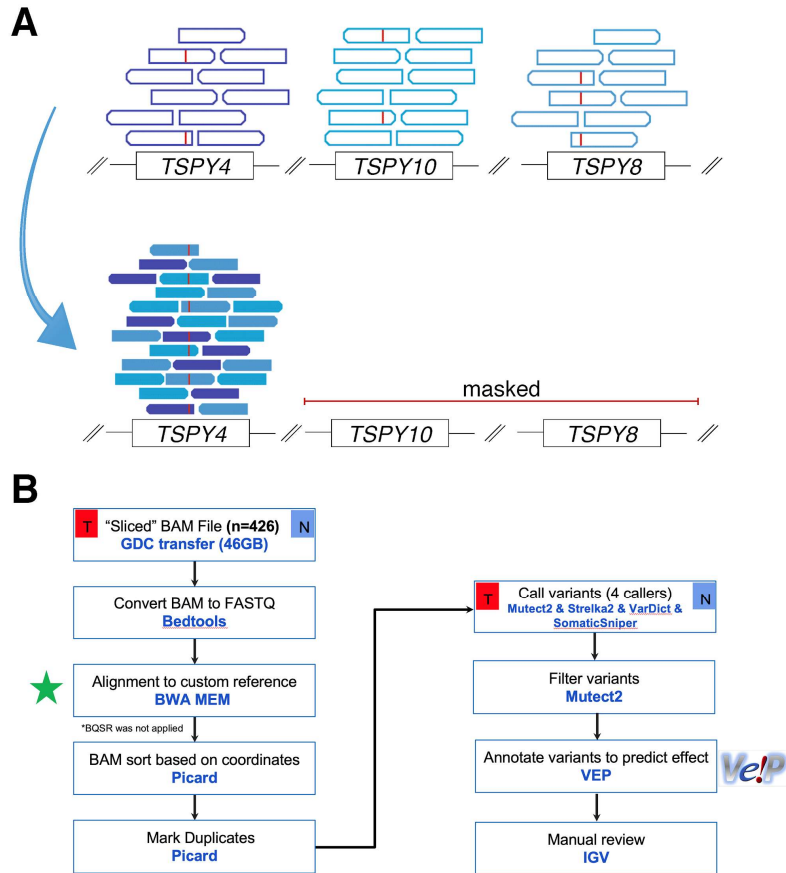 A
TSPY4
TSPY10
TSPY8
masked
TSPY4
TSPY10
TSPY8
B
T
"Sliced" BAM File (n=426)
N
GDC transfer (46GB)
Convert BAM to FASTQ
Bedtools
Alignment to custom reference
BWA MEM
*BQSR was not applied
BAM sort based on coordinates
Picard
Mark Duplicates
Picard
T
Call variants (4 callers)
N
Mutect2 & Strelka2 & VarDict &
SomaticSniper
Filter variants
Mutect2
Annotate variants to predict effect
VEP
Ve!P
Manual review
IGV